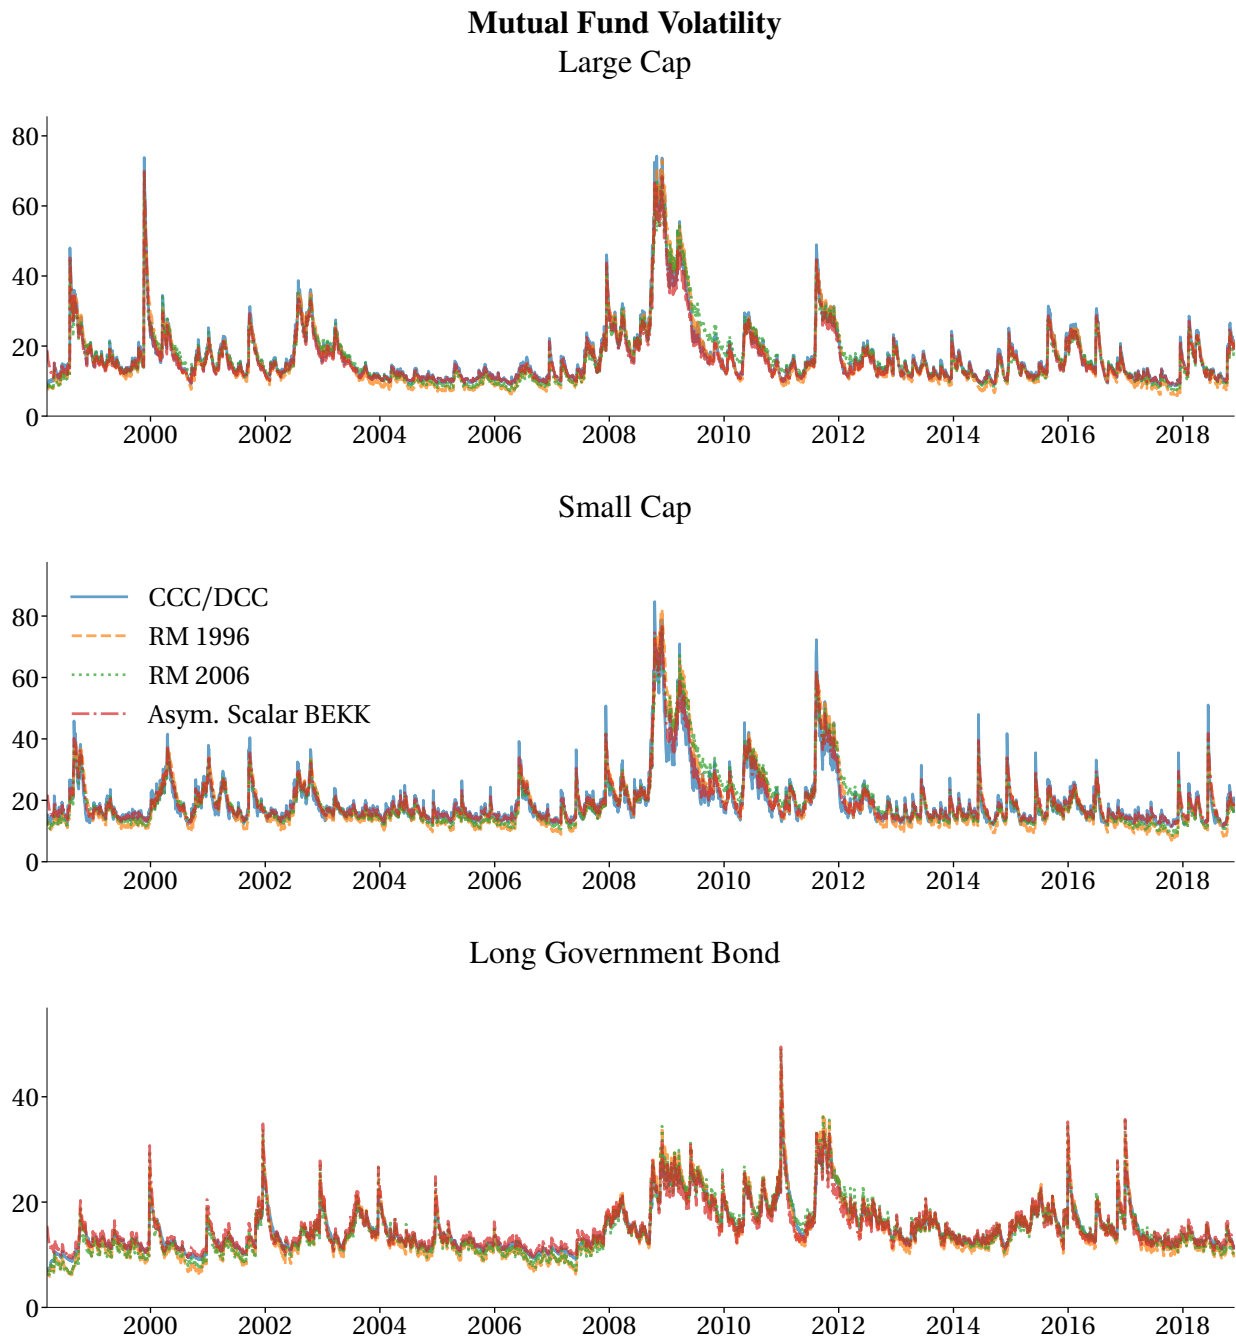 Mutual Fund Volatility
Large Cap
80
60
40
20
0
2000 2002 2004 2006 2008 2010 2012 2014 2016 2018
Small Cap
CCC/DCC
RM 1996
RM 2006
Asym. Scalar BEKK
80
60
40
20
0
2000 2002 2004 2006 2008 2010 2012 2014 2016 2018
Long Government Bond
40
20
0
2000 2002 2004 2006 2008 2010 2012 2014 2016 2018